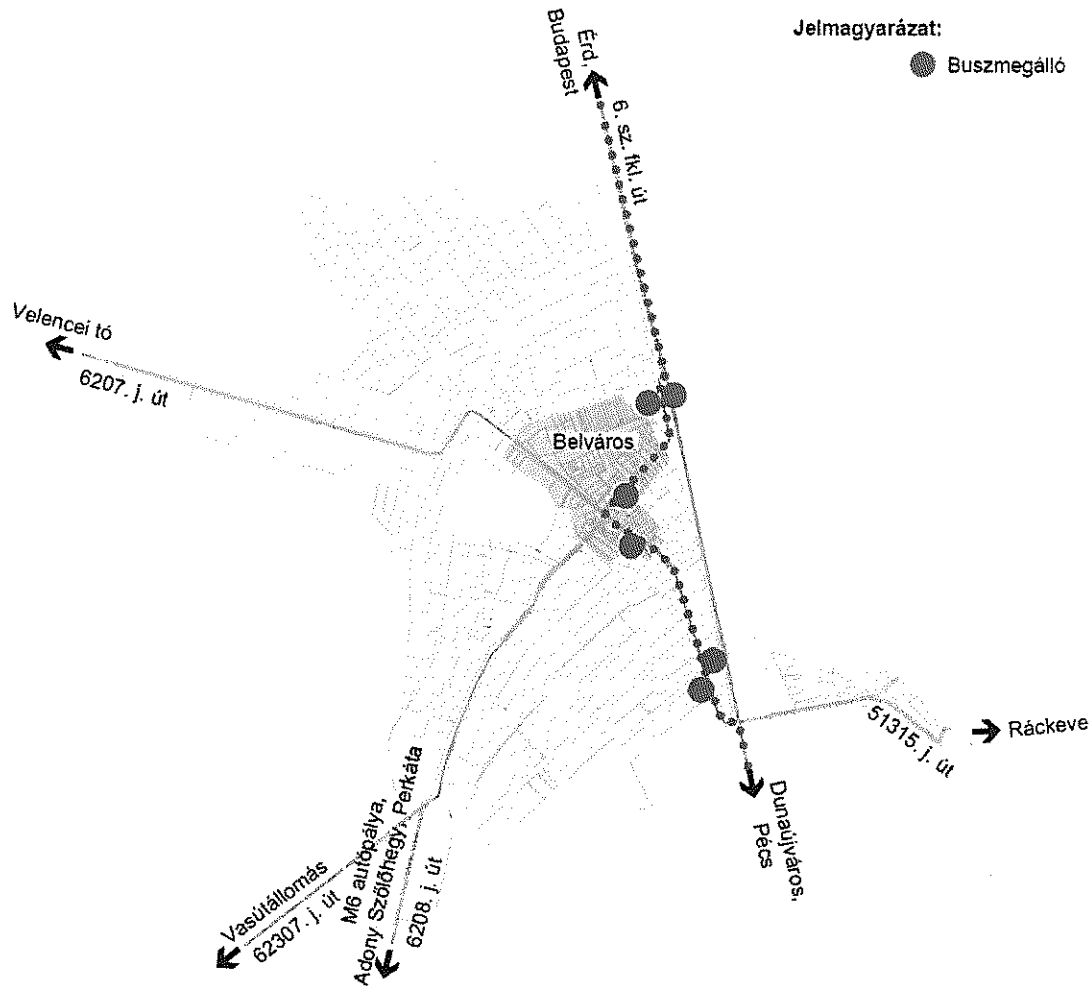 Jelmagyarázat:
Buszmegálló
Érd,
Budapest
6. sz. fkl. út
Velencei tó
6207. j. út
Belváros
51315. j. út
Ráckeve
Dunaújváros,
Pécs
Vasútállomás
62307. j. út
M6 autópálya,
Adony Szőlőhegy, Perkáta
6208. j. út